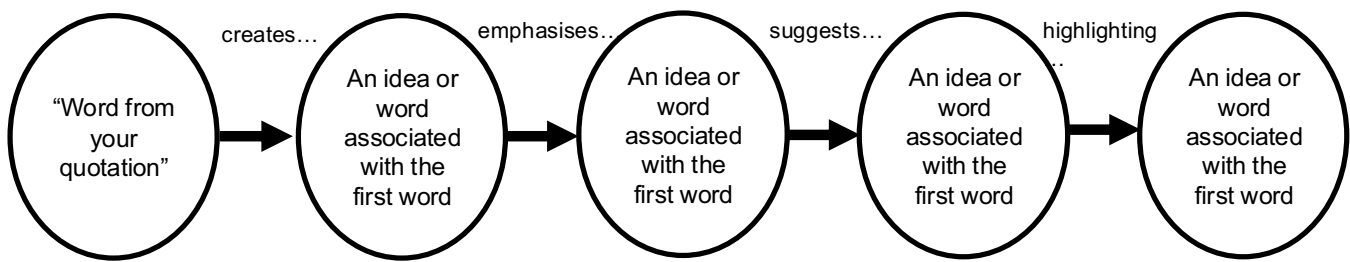 creates…
emphasises…
suggests…
highlighting
…
“Word from
your
quotation”
An idea or
word
associated
with the
first word
An idea or
word
associated
with the
first word
An idea or
word
associated
with the
first word
An idea or
word
associated
with the
first word